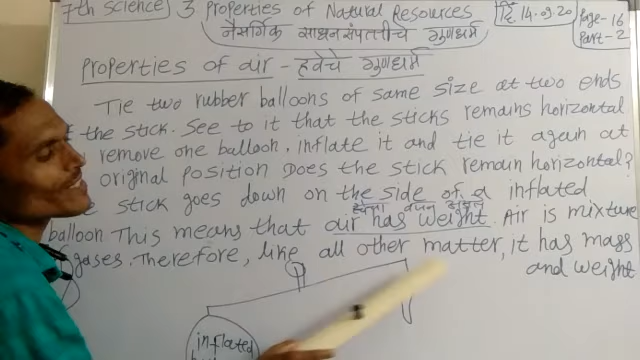 7th Science 3 Properties of Natural Resources दि. 14.09.20 Page-16
नैसर्गिक साधनसंपत्तीचे गुणधर्म Part-2
Properties of air - हवेचे गुणधर्म
Tie two rubber balloons of same size at two ends
the stick. See to it that the sticks remains horizontal
remove one balloon, inflate it and tie it again at
original position Does the stick remain horizontal?
stick goes down on the side of a inflated
हवेला वजन असते
balloon This means that air has weight. Air is mixture
gases. Therefore, like all other matter, it has mass
and weight
inflated